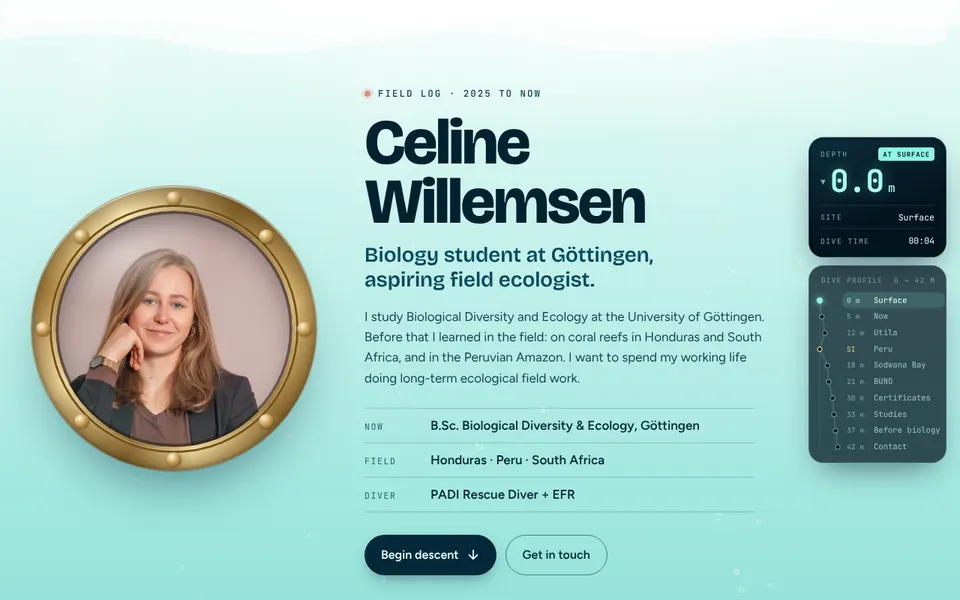 FIELD LOG · 2025 TO NOW
Celine
Willemsen
Biology student at Göttingen,
aspiring field ecologist.
I study Biological Diversity and Ecology at the University of Göttingen.
Before that I learned in the field: on coral reefs in Honduras and South
Africa, and in the Peruvian Amazon. I want to spend my working life
doing long-term ecological field work.
NOW B.Sc. Biological Diversity & Ecology, Göttingen
FIELD Honduras · Peru · South Africa
DIVER PADI Rescue Diver + EFR
Begin descent ↓ Get in touch
DEPTH AT SURFACE
▼ 0.0 m
SITE Surface
DIVE TIME 00:04
DIVE PROFILE 0 – 42 M
0 m Surface
5 m Now
12 m Utila
SI Peru
18 m Sodwana Bay
21 m BUND
30 m Certificates
33 m Studies
37 m Before biology
42 m Contact